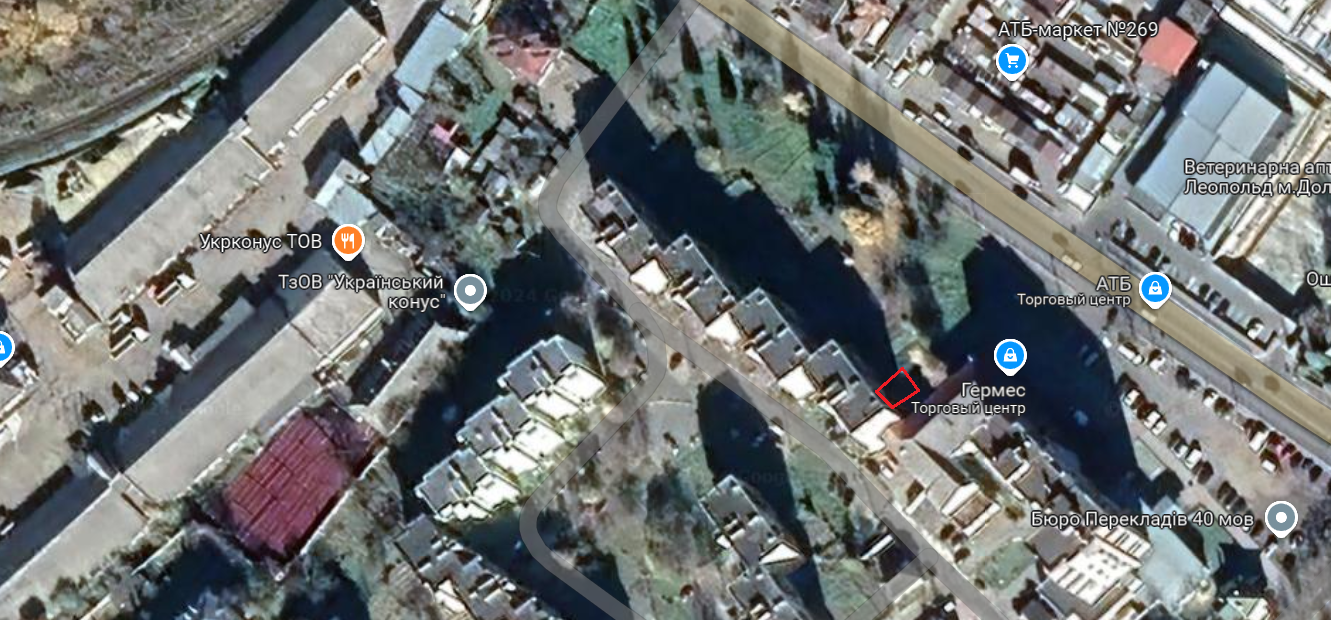 АТБ-маркет №269
Ветеринарна апт
Леопольд м.Дол
Укрконус ТОВ
ТзОВ "Український
конус"
АТБ
Торговый центр
Ош
Гермес
Торговый центр
Бюро Перекладів 40 мов